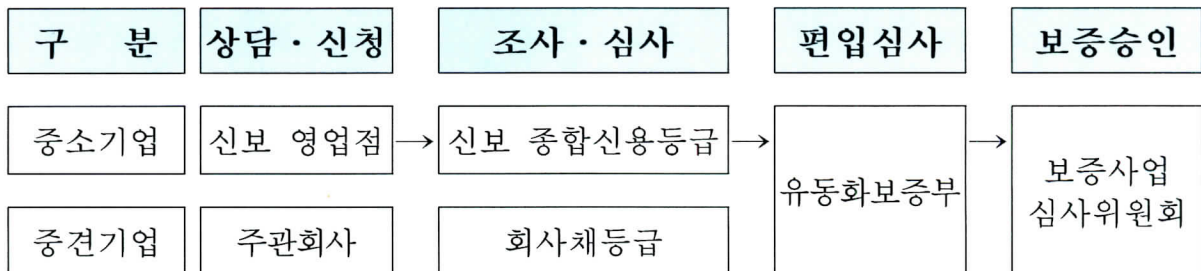 구 분 상담·신청 조사·심사 편입심사 보증승인
중소기업 신보 영업점 → 신보 종합신용등급 → 유동화보증부 → 보증사업
심사위원회
중견기업 주관회사 회사채등급